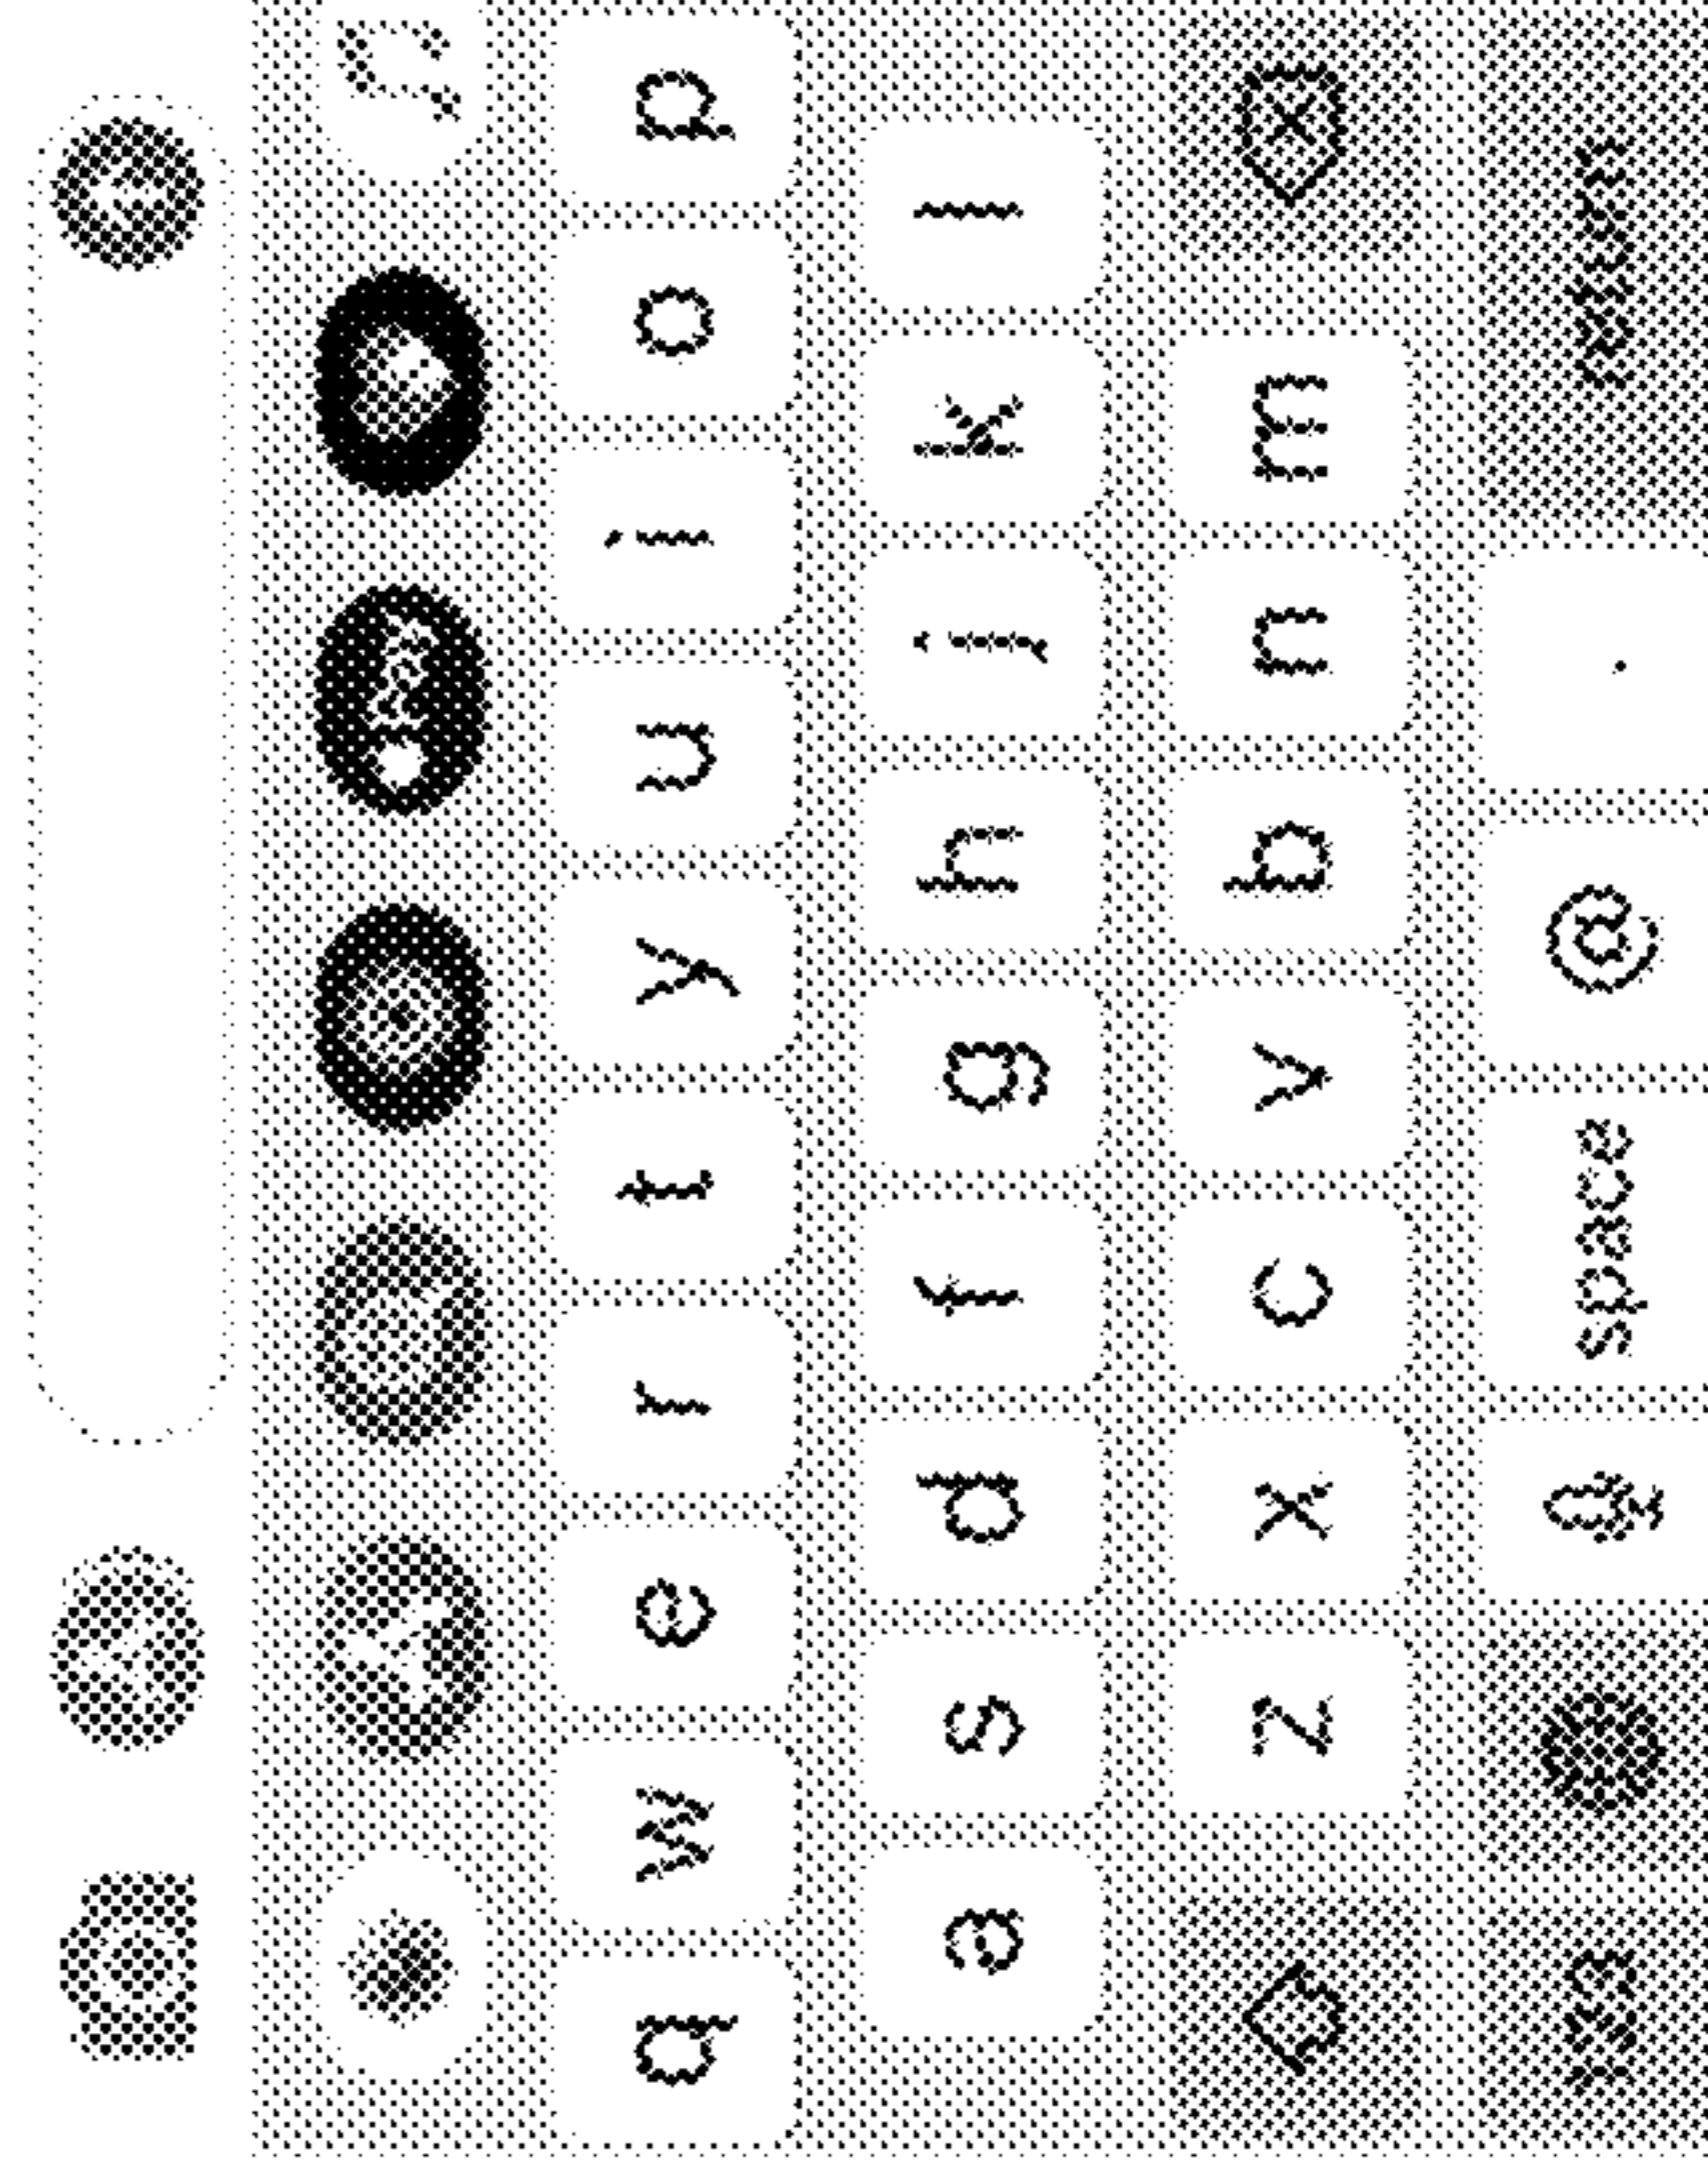 q w e r t y u i o p
a s d f g h j k l
z x c v b n m
123 space @ . return